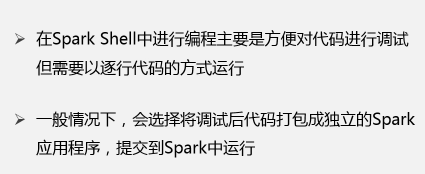 ➢ 在Spark Shell中进行编程主要是方便对代码进行调试
但需要以逐行代码的方式运行
➢ 一般情况下，会选择将调试后代码打包成独立的Spark
应用程序，提交到Spark中运行